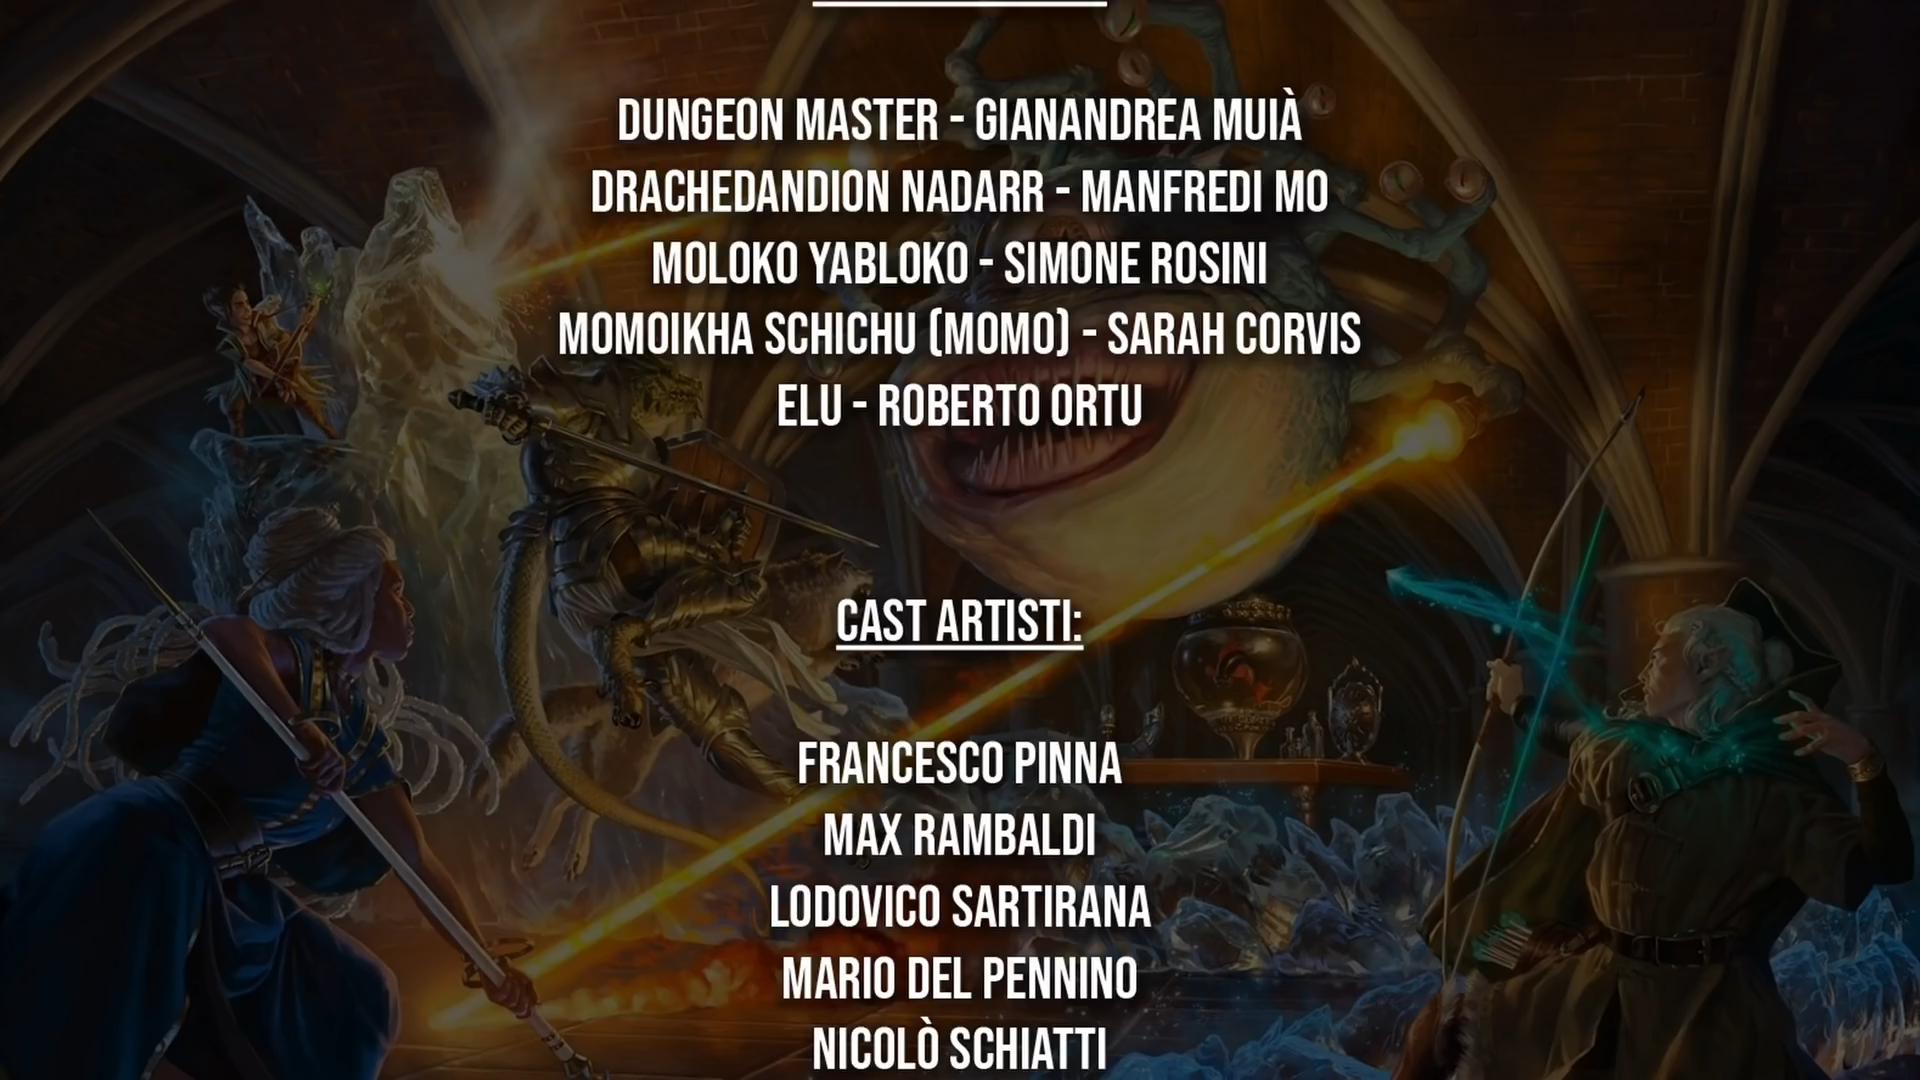 DUNGEON MASTER - GIANANDREA MUIÀ
DRACHEDANDION NADARR - MANFREDI MO
MOLOKO YABLOKO - SIMONE ROSINI
MOMOIKHA SCHICHU (MOMO) - SARAH CORVIS
ELU - ROBERTO ORTU
CAST ARTISTI:
FRANCESCO PINNA
MAX RAMBALDI
LODOVICO SARTIRANA
MARIO DEL PENNINO
NICOLÒ SCHIATTI